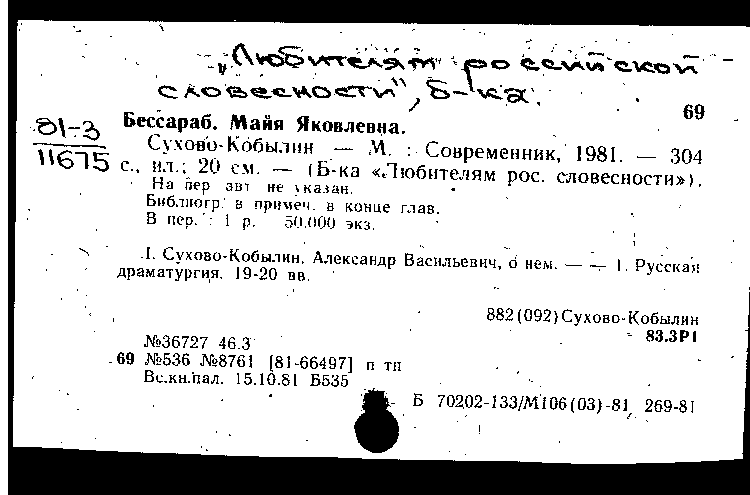 „Любителям российской
словесности", б-ка.
69
81-3
11675
Бессараб, Майя Яковлевна.
Сухово-Кобылин — М. : Современник, 1981. — 304
с., ил.; 20 см. — (Б-ка «Любителям рос. словесности»).
На пер авт не указан.
Библиогр. в примеч. в конце глав.
В пер. : 1 р. 50.000 экз.
I. Сухово-Кобылин, Александр Васильевич, о нем. — — 1. Русская
драматургия, 19-20 вв.
882(092)Сухово-Кобылин
83.3Р1
№36727 46.3
69 №536 №8761 [81-66497] п тп
Вс.кн.пал. 15.10.81 Б535
Б 70202-133/М106(03)-81 269-81